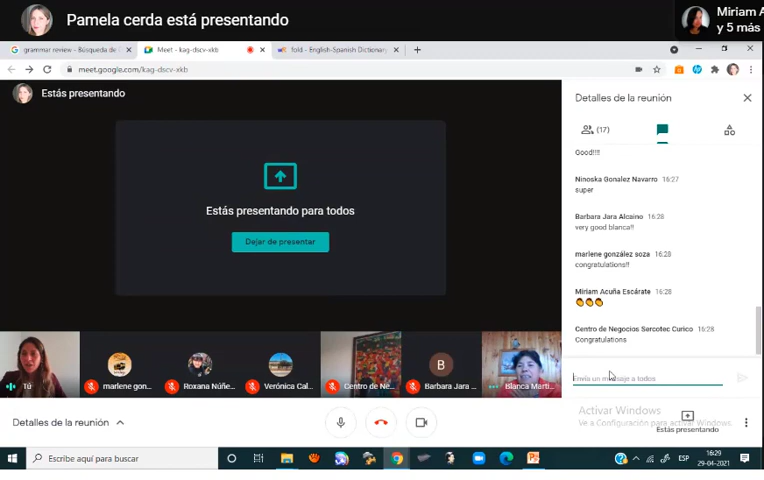 Pamela cerda está presentando
Miriam A
y 5 más
grammar review - Búsqueda de G
Meet - kag-dscv-xkb
fold - English-Spanish Dictionary
meet.google.com/kag-dscv-xkb
Estás presentando
Estás presentando para todos
Dejar de presentar
Detalles de la reunión
(17)
Good!!!!
Ninoska Gonalez Navarro 16:27
super
Barbara Jara Alcaino 16:28
very good blanca!!
marlene gonzález soza 16:28
congratulations!!
Miriam Acuña Escárate 16:28
👏👏👏
Centro de Negocios Sercotec Curico 16:28
Congratulations
Envía un mensaje a todos
Tú
marlene gon...
Roxana Núñe...
Verónica Cal...
Centro de Ne...
B
Barbara Jara ...
Blanca Marti...
Detalles de la reunión
Activar Windows
Ve a Configuración para activar Windows.
Estás presentando
Escribe aquí para buscar
ESP
16:29
29-04-2021